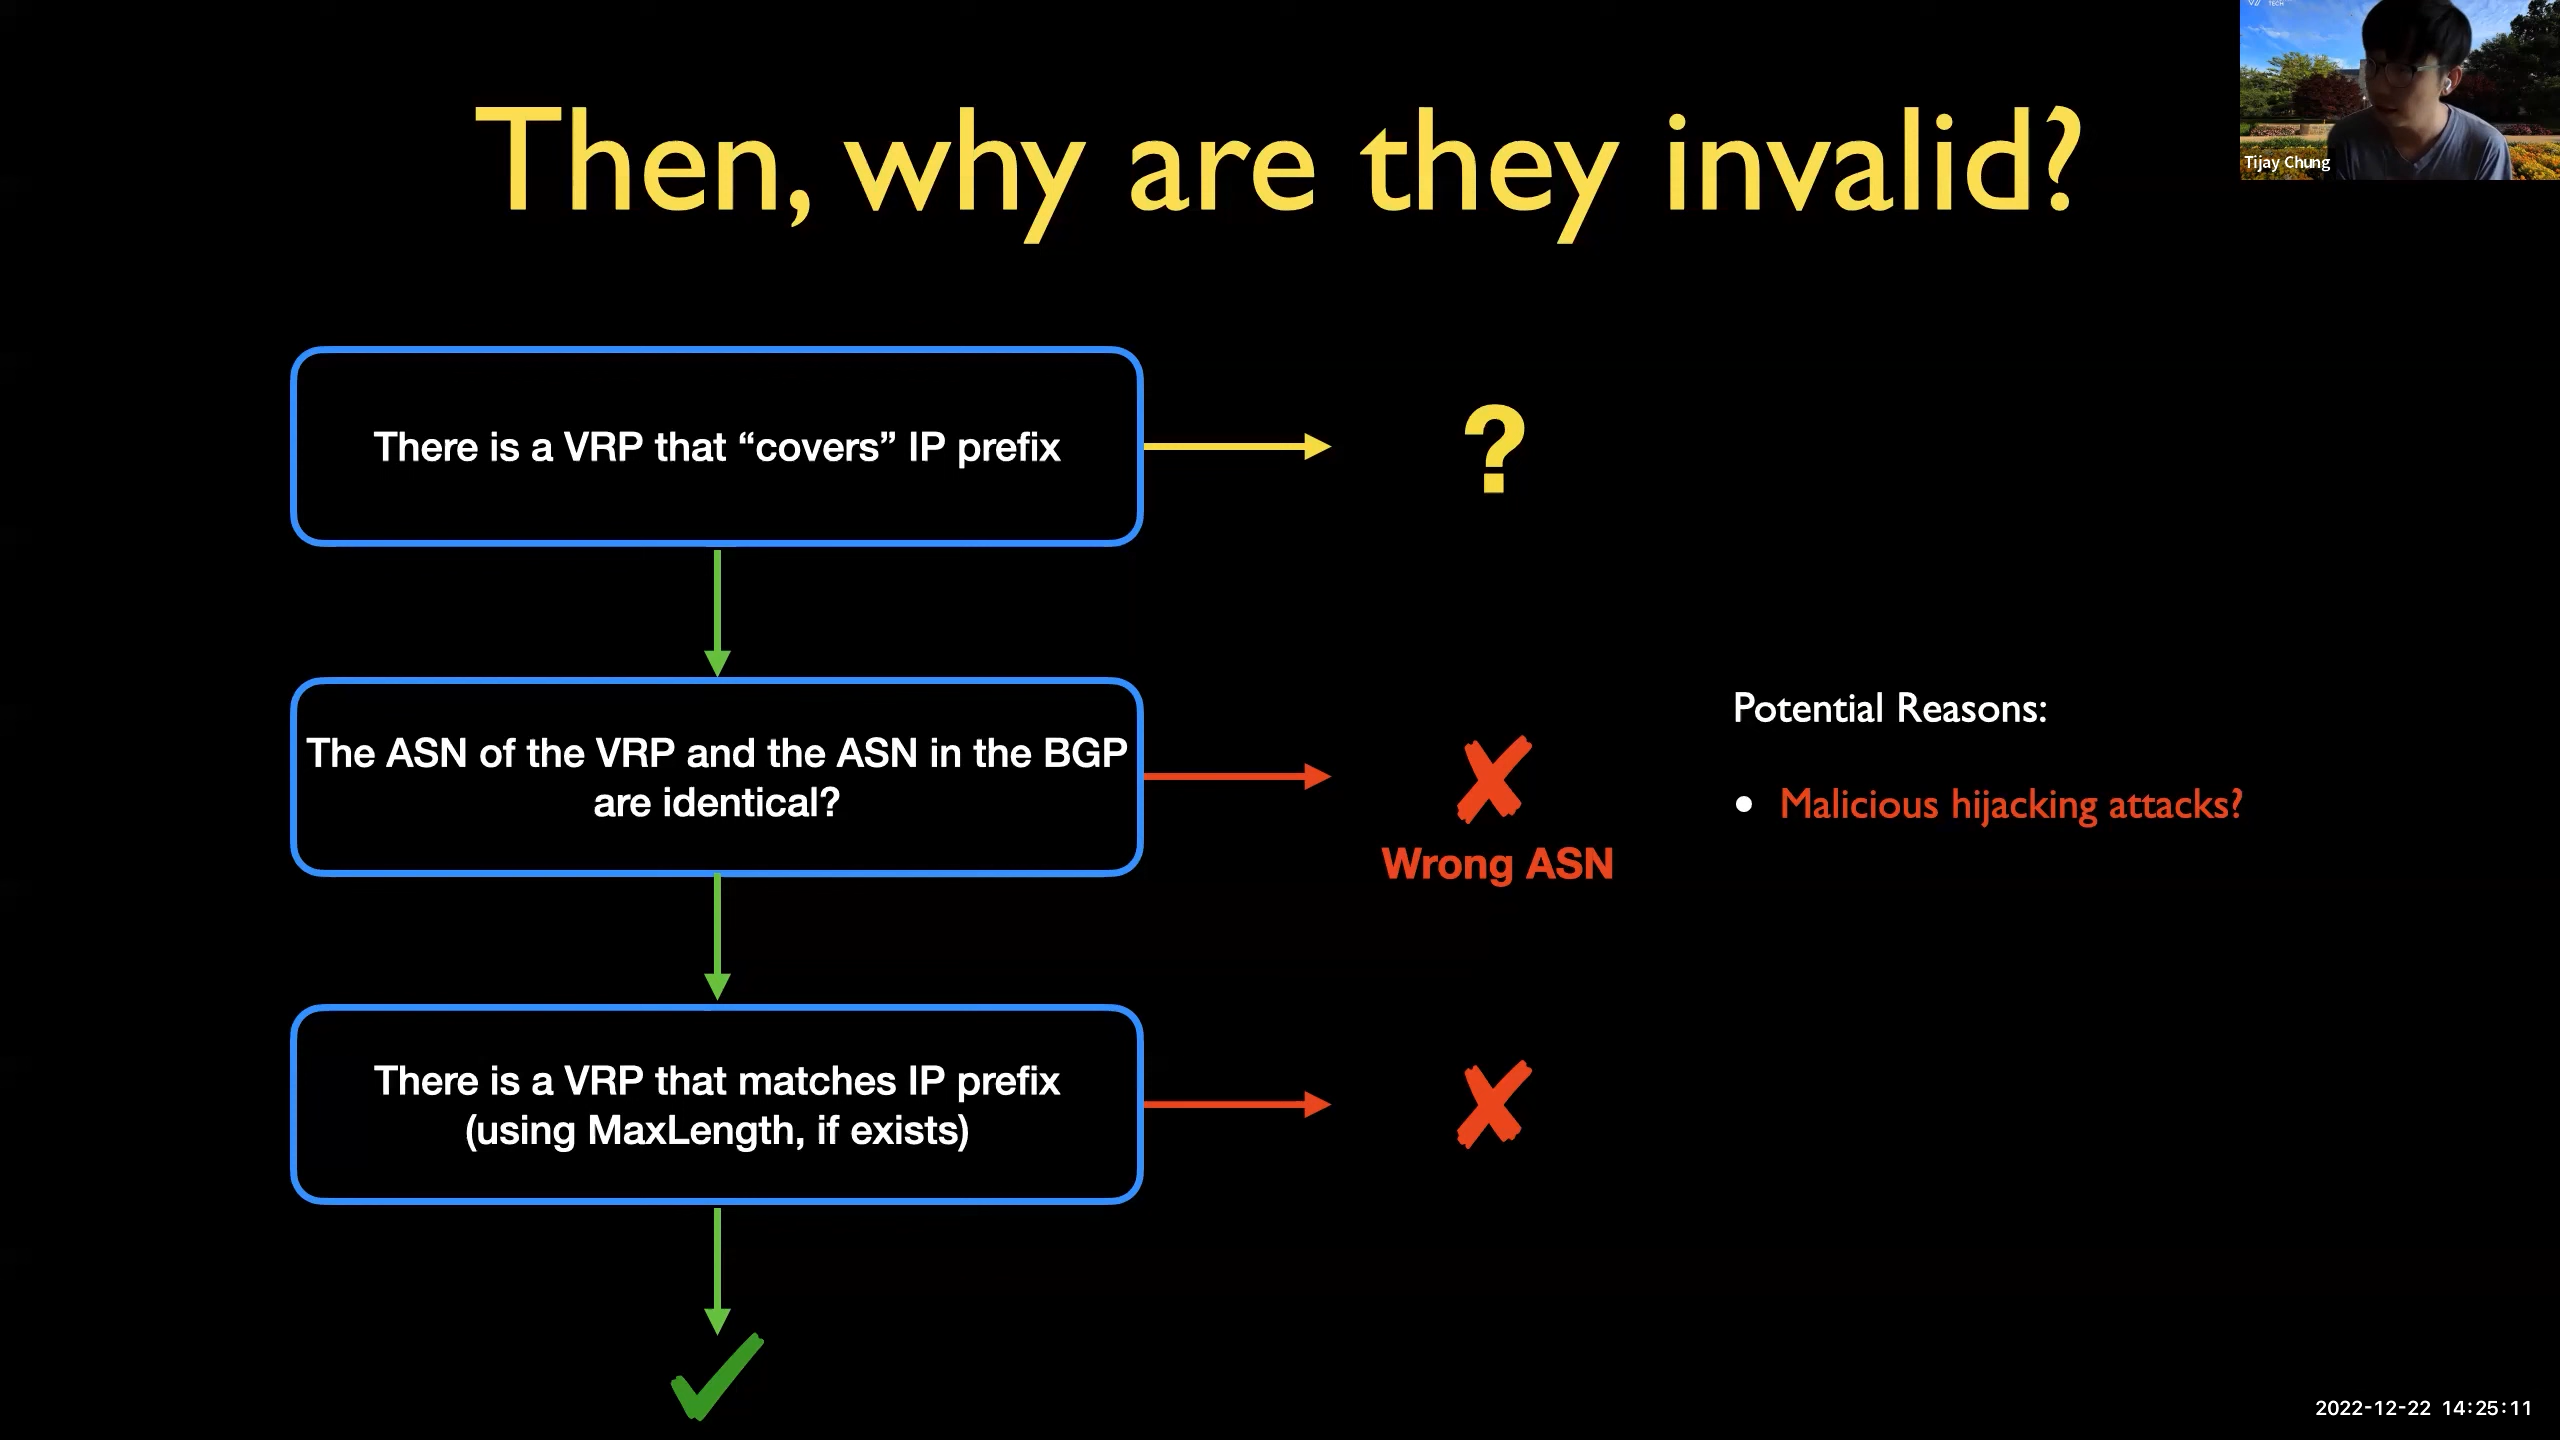 TECH
Then, why are they invalid?
Tijay Chung
There is a VRP that “covers” IP prefix
?
The ASN of the VRP and the ASN in the BGP
are identical?
Wrong ASN
Potential Reasons:
• Malicious hijacking attacks?
There is a VRP that matches IP prefix
(using MaxLength, if exists)
2022-12-22 14:25:11